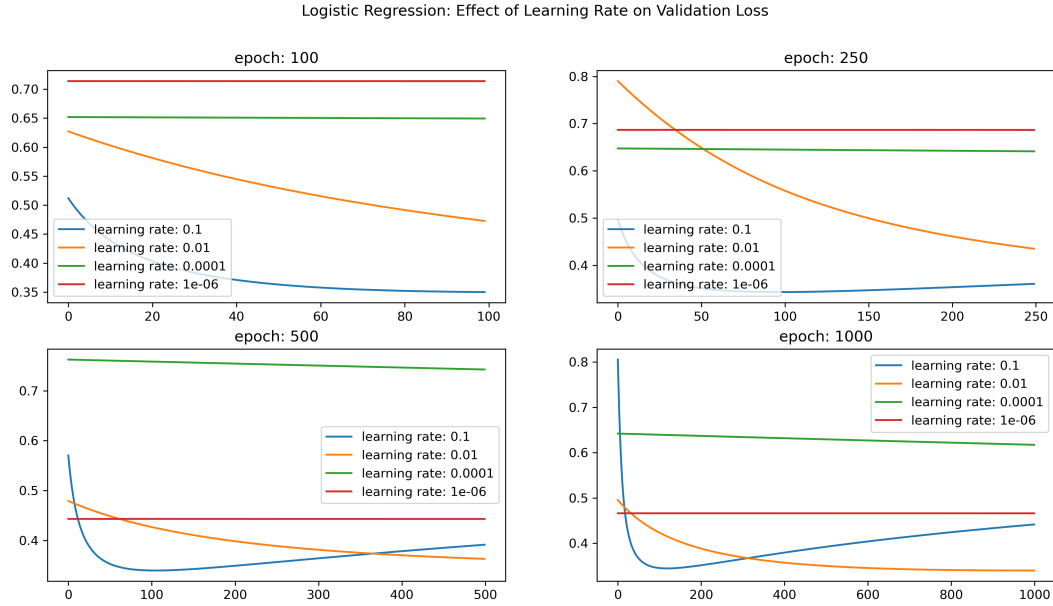 Logistic Regression: Effect of Learning Rate on Validation Loss
epoch: 100
0.70
0.65
0.60
0.55
0.50
0.45
0.40
0.35
learning rate: 0.1
learning rate: 0.01
learning rate: 0.0001
learning rate: 1e-06
0 20 40 60 80 100
epoch: 250
0.8
0.7
0.6
0.5
0.4
learning rate: 0.1
learning rate: 0.01
learning rate: 0.0001
learning rate: 1e-06
0 50 100 150 200 250
epoch: 500
0.7
0.6
0.5
0.4
learning rate: 0.1
learning rate: 0.01
learning rate: 0.0001
learning rate: 1e-06
0 100 200 300 400 500
epoch: 1000
0.8
0.7
0.6
0.5
0.4
learning rate: 0.1
learning rate: 0.01
learning rate: 0.0001
learning rate: 1e-06
0 200 400 600 800 1000